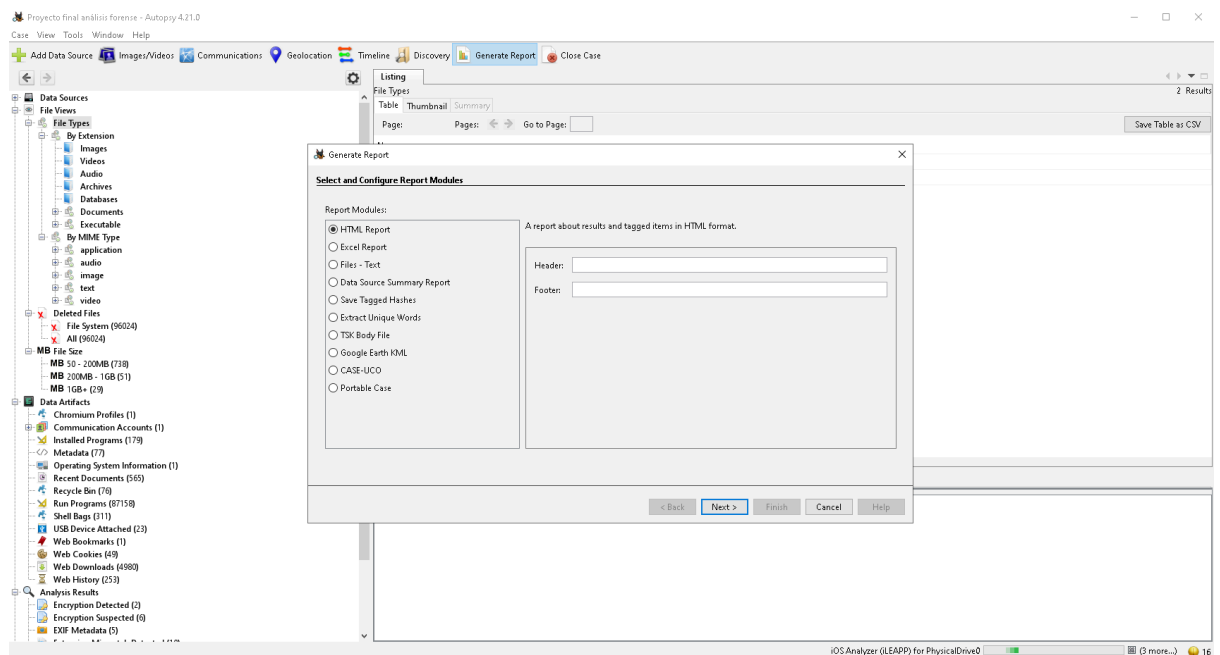 Proyecto final análisis forense - Autopsy 4.21.0
Case View Tools Window Help
Add Data Source Images/Videos Communications Geolocation Timeline Discovery Generate Report Close Case
Listing
File Types
2 Results
Table Thumbnail Summary
Page: Pages: Go to Page:
Save Table as CSV
Data Sources
File Views
File Types
By Extension
Images
Videos
Audio
Archives
Databases
Documents
Executable
By MIME Type
application
audio
image
text
video
Deleted Files
File System (96024)
All (96024)
MB File Size
MB 50 - 200MB (738)
MB 200MB - 1GB (51)
MB 1GB+ (29)
Data Artifacts
Chromium Profiles (1)
Communication Accounts (1)
Installed Programs (179)
Metadata (77)
Operating System Information (1)
Recent Documents (565)
Recycle Bin (76)
Run Programs (87158)
Shell Bags (311)
USB Device Attached (23)
Web Bookmarks (1)
Web Cookies (49)
Web Downloads (4980)
Web History (253)
Analysis Results
Encryption Detected (2)
Encryption Suspected (6)
EXIF Metadata (5)
Generate Report
Select and Configure Report Modules
Report Modules:
HTML Report
Excel Report
Files - Text
Data Source Summary Report
Save Tagged Hashes
Extract Unique Words
TSK Body File
Google Earth KML
CASE-UCO
Portable Case
A report about results and tagged items in HTML format.
Header:
Footer:
< Back Next > Finish Cancel Help
iOS Analyzer (iLEAPP) for PhysicalDrive0 (3 more...) 16